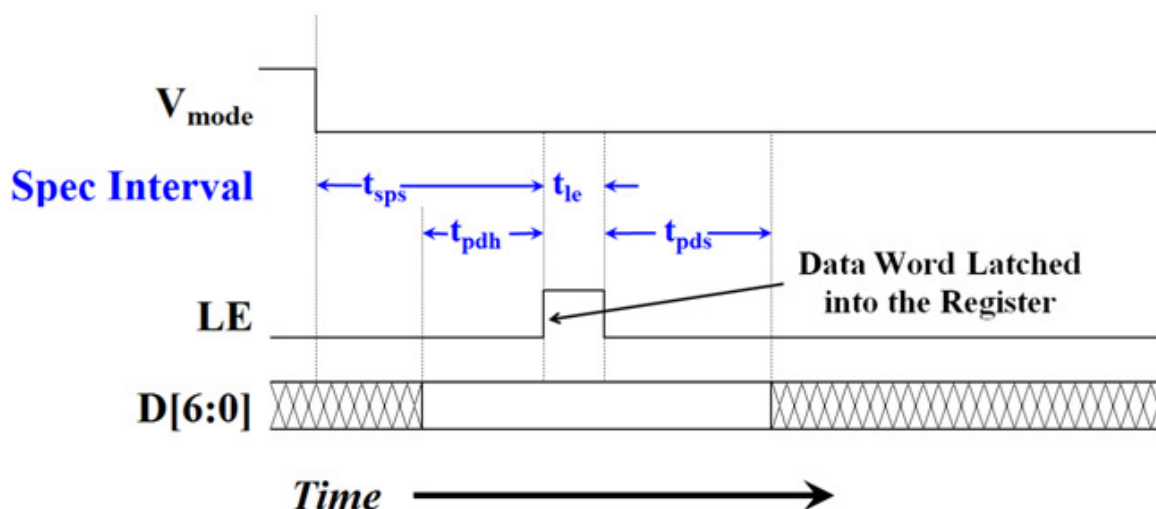 Vmode
Spec Interval
tsps
tle
tpdh
tpds
Data Word Latched
into the Register
LE
D[6:0]
Time